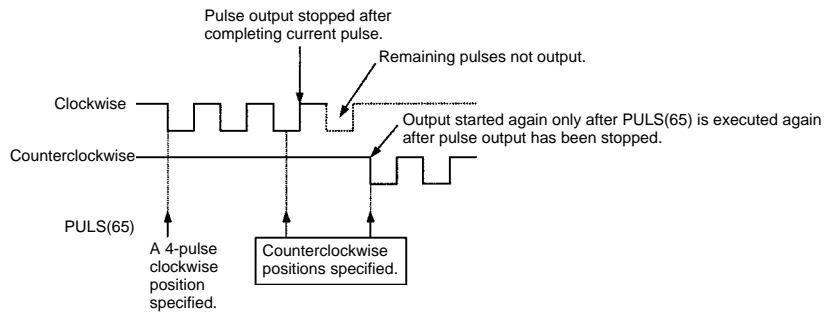 Pulse output stopped after
completing current pulse.
Remaining pulses not output.
Clockwise
Output started again only after PULS(65) is executed again
after pulse output has been stopped.
Counterclockwise
PULS(65)
A 4-pulse
clockwise
position
specified.
Counterclockwise
positions specified.